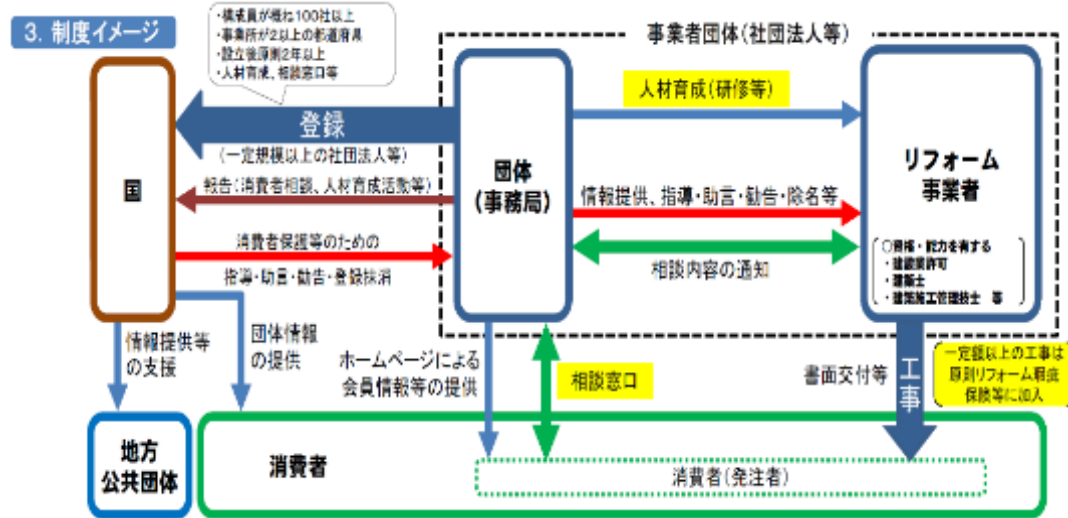 3. 制度イメージ
・構成員が概ね100社以上
・事業所が2以上の都道府県
・設立後原則2年以上
・人材育成、相談窓口等
事業者団体(社団法人等)
国
登録
(一定規模以上の社団法人等)
報告(消費者相談、人材育成活動等)
消費者保護等のための
指導・助言・勧告・登録抹消
団体
(事務局)
人材育成(研修等)
情報提供、指導・助言・勧告・除名等
相談内容の通知
リフォーム
事業者
○資格・能力を有する
・建設業許可
・建築士
・建築施工管理技士 等
情報提供等
の支援
団体情報
の提供
ホームページによる
会員情報等の提供
相談窓口
書面交付等
工事
一定額以上の工事は
原則リフォーム瑕疵
保険等に加入
地方
公共団体
消費者
消費者(発注者)